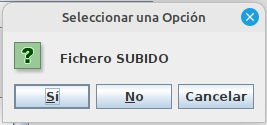 Seleccionar una Opción
Fichero SUBIDO
Sí No Cancelar